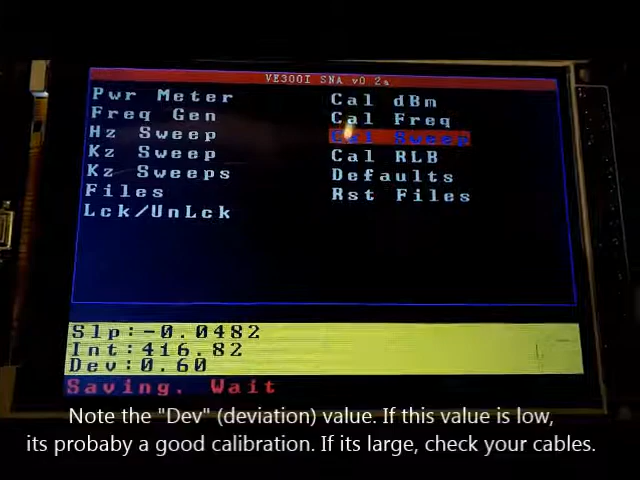 VE3OOI SNA v0.2a
Pwr Meter
Freq Gen
Hz Sweep
Kz Sweep
Kz Sweeps
Files
Lck/UnLck
Cal dBm
Cal Freq
Cal Sweep
Cal RLB
Defaults
Rst Files
Slp:-0.0482
Int:416.82
Dev:0.60
Saving. Wait
Note the "Dev" (deviation) value. If this value is low,
its probaby a good calibration. If its large, check your cables.